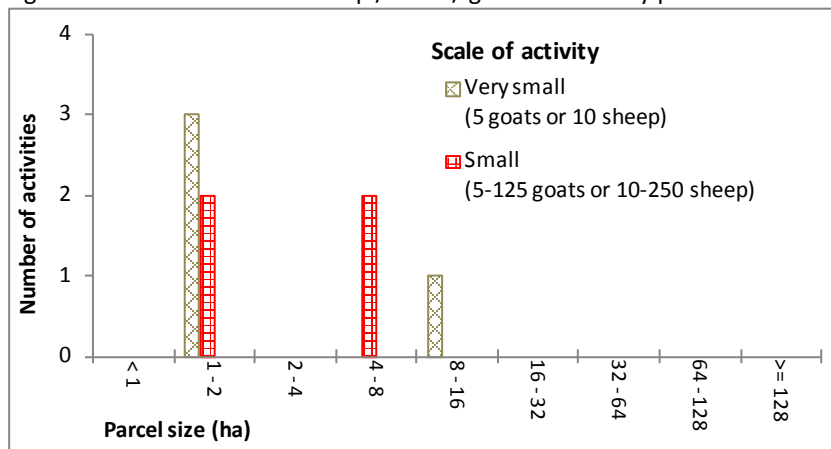 4
3
2
1
0
Number of activities
Scale of activity
Very small
(5 goats or 10 sheep)
Small
(5-125 goats or 10-250 sheep)
< 1
1 - 2
2 - 4
4 - 8
8 - 16
16 - 32
32 - 64
64 - 128
>= 128
Parcel size (ha)